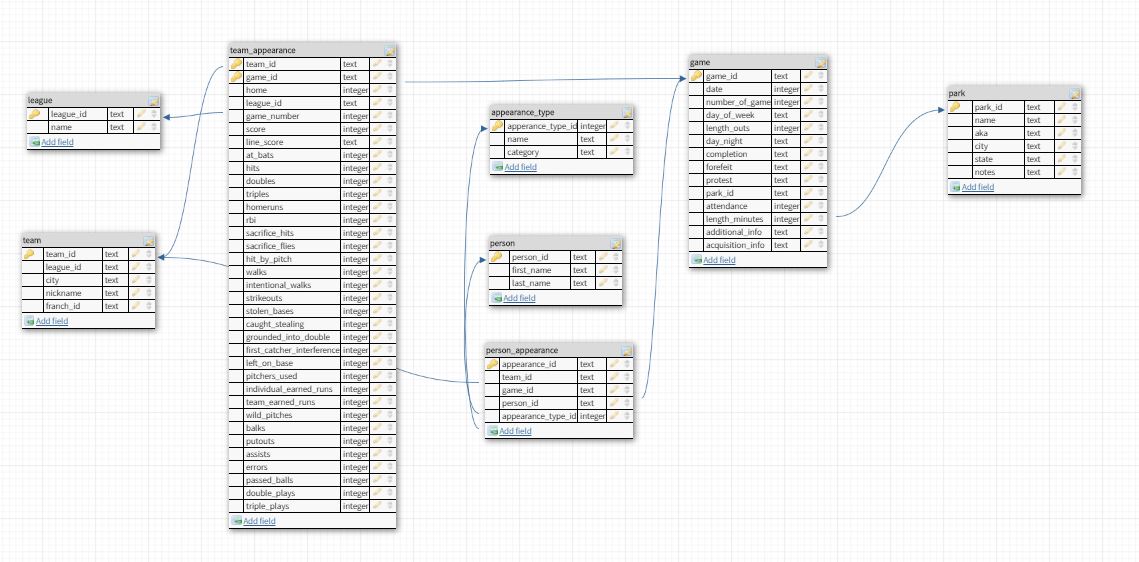 league
league_id text
name text
Add field
team
team_id text
league_id text
city text
nickname text
franch_id text
Add field
team_appearance
team_id text
game_id text
home integer
league_id text
game_number integer
score integer
line_score text
at_bats integer
hits integer
doubles integer
triples integer
homeruns integer
rbi integer
sacrifice_hits integer
sacrifice_flies integer
hit_by_pitch integer
walks integer
intentional_walks integer
strikeouts integer
stolen_bases integer
caught_stealing integer
grounded_into_double integer
first_catcher_interference integer
left_on_base integer
pitchers_used integer
individual_earned_runs integer
team_earned_runs integer
wild_pitches integer
balks integer
putouts integer
assists integer
errors integer
passed_balls integer
double_plays integer
triple_plays integer
Add field
appearance_type
apperance_type_id integer
name text
category text
Add field
person
person_id text
first_name text
last_name text
Add field
person_appearance
appearance_id text
team_id text
game_id text
person_id text
appearance_type_id integer
Add field
game
game_id text
date integer
number_of_game integer
day_of_week text
length_outs integer
day_night text
completion text
forefeit text
protest text
park_id text
attendance integer
length_minutes integer
additional_info text
acquisition_info text
Add field
park
park_id text
name text
aka text
city text
state text
notes text
Add field